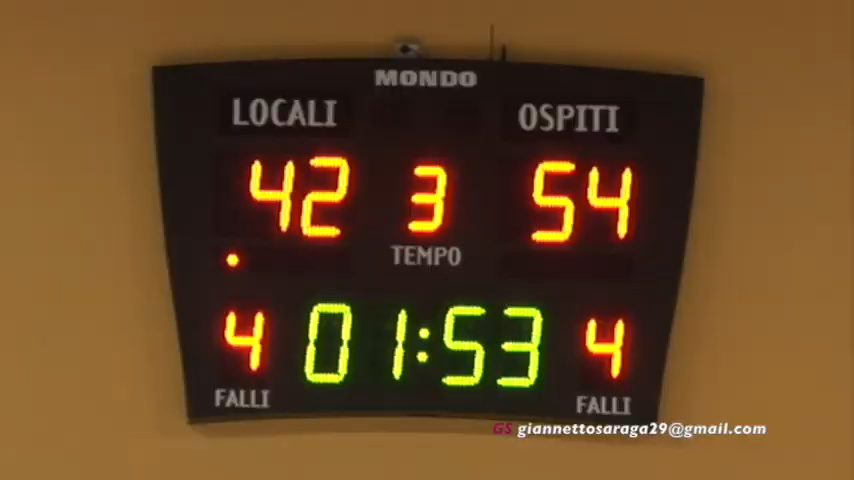 MONDO
LOCALI OSPITI
42 3 54
TEMPO
4 01:53 4
FALLI FALLI
GS giannettosaraga29@gmail.com